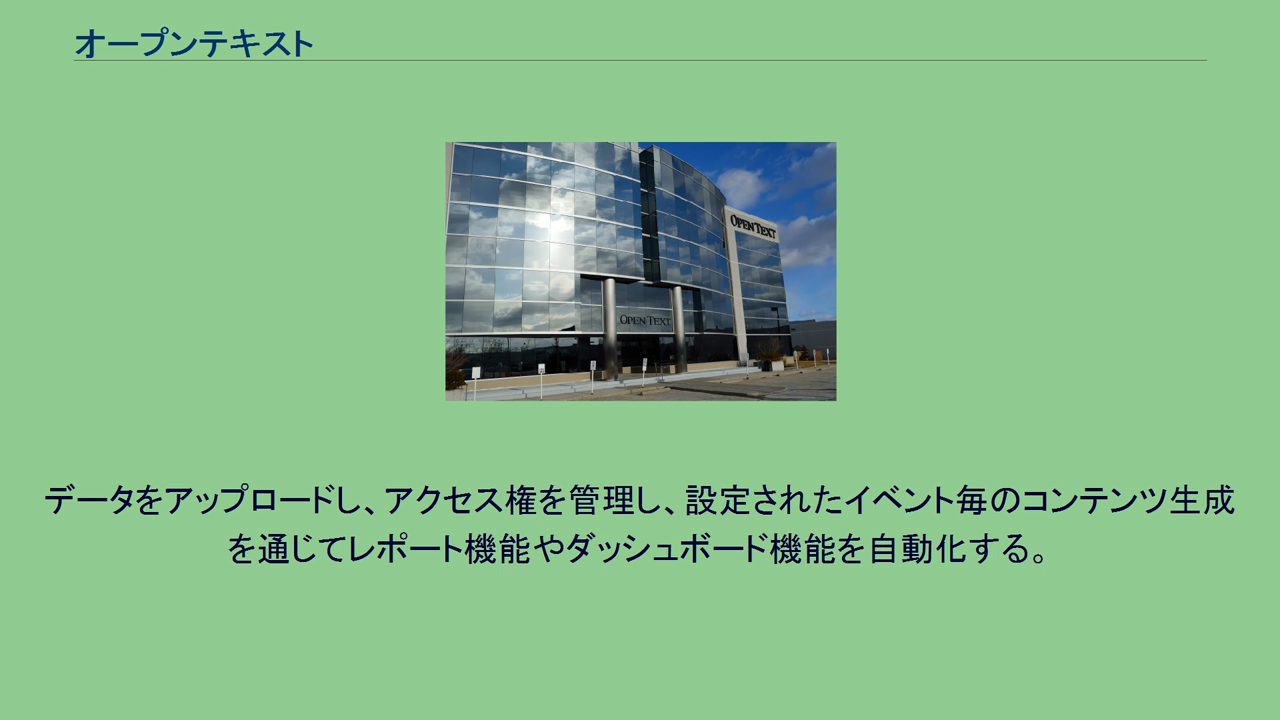 オープンテキスト
OPEN TEXT
OPEN TEXT
データをアップロードし、アクセス権を管理し、設定されたイベント毎のコンテンツ生成
を通じてレポート機能やダッシュボード機能を自動化する。